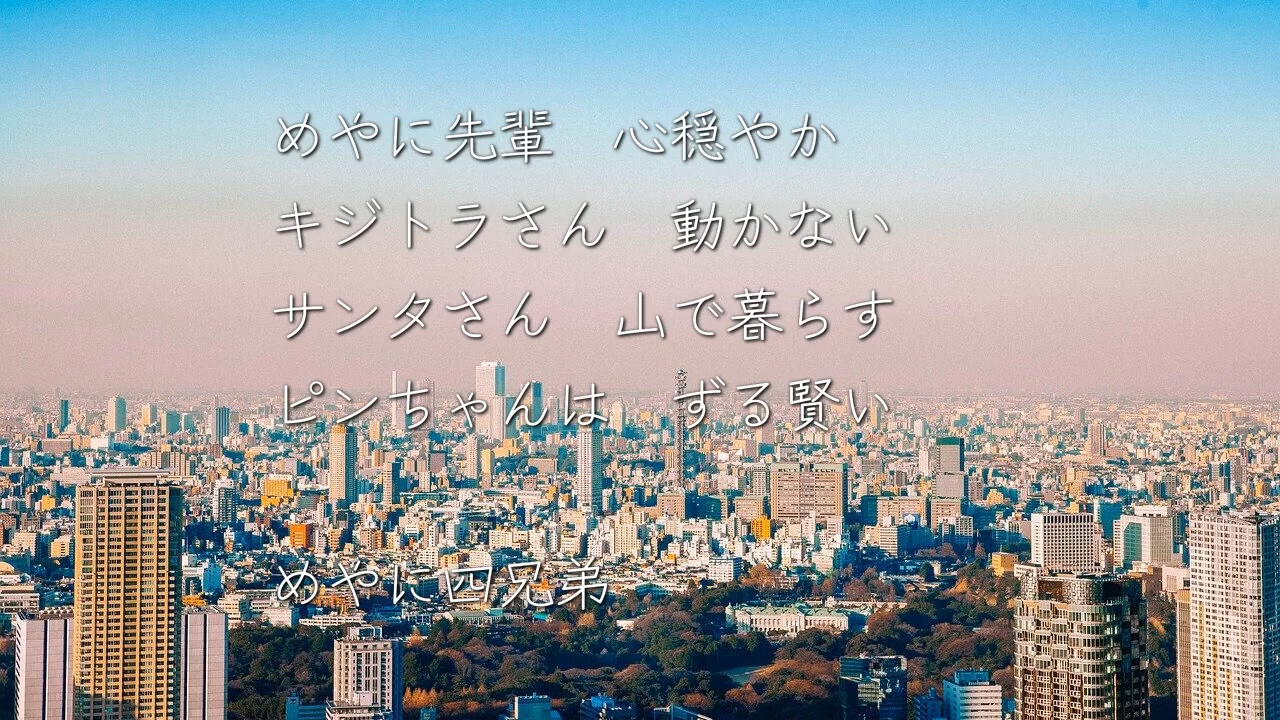 めやに先輩　心穏やか
キジトラさん　動かない
サンタさん　山で暮らす
ピンちゃんは　ずる賢い
めやに四兄弟